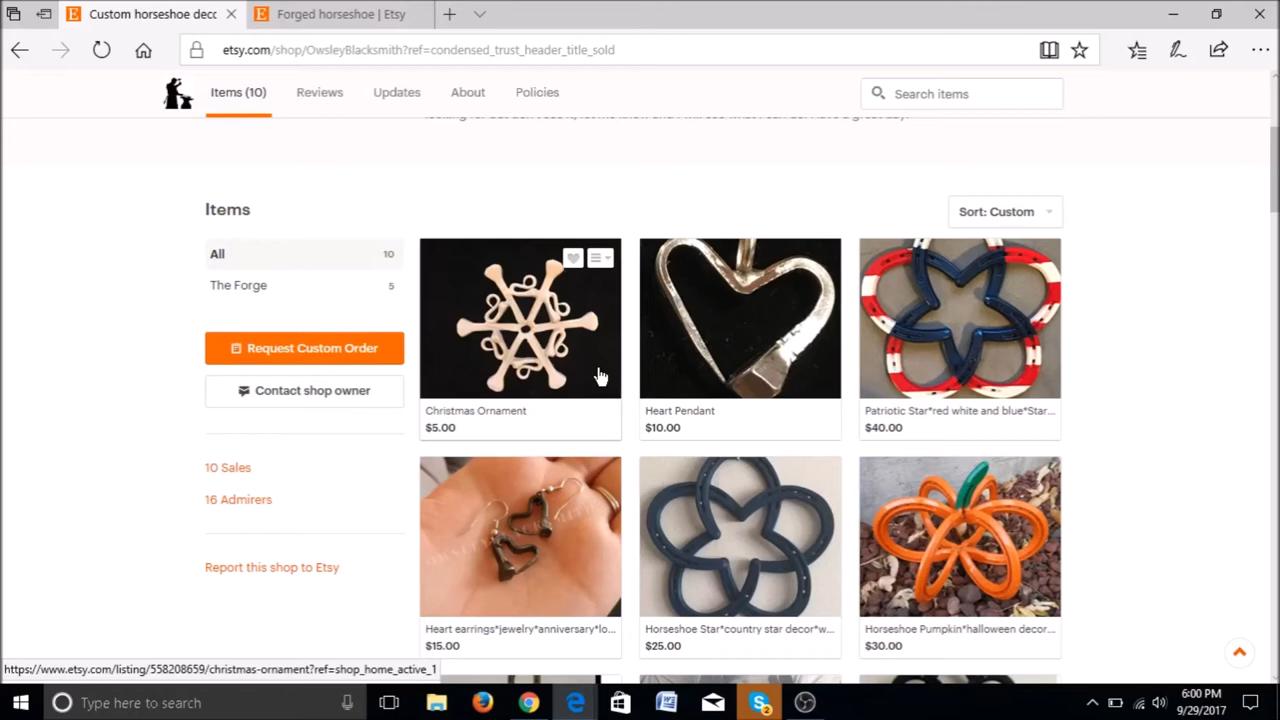 Custom horseshoe decc
Forged horseshoe | Etsy
etsy.com/shop/OwsleyBlacksmith?ref=condensed_trust_header_title_sold
Items (10)
Reviews
Updates
About
Policies
Search items
Items
Sort: Custom
All 10
The Forge 5
Request Custom Order
Contact shop owner
10 Sales
16 Admirers
Report this shop to Etsy
Christmas Ornament
$5.00
Heart Pendant
$10.00
Patriotic Star*red white and blue*Star...
$40.00
Heart earrings*jewelry*anniversary*lo...
$15.00
Horseshoe Star*country star decor*w...
$25.00
Horseshoe Pumpkin*halloween decor...
$30.00
https://www.etsy.com/listing/558208659/christmas-ornament?ref=shop_home_active_1
Type here to search
6:00 PM
9/29/2017